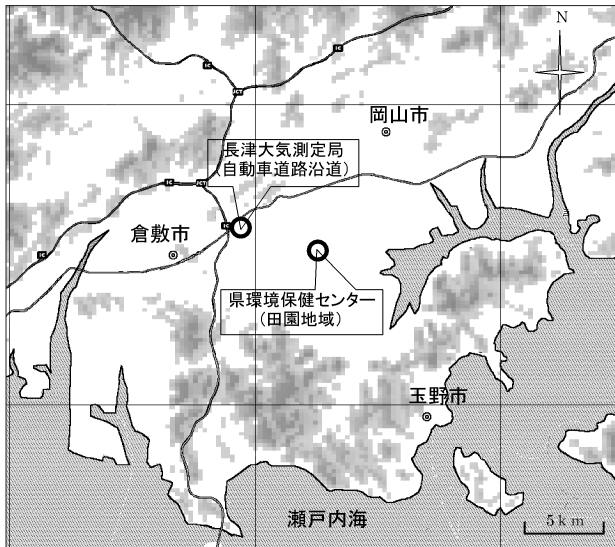 N
岡山市
長津大気測定局
(自動車道路沿道)
倉敷市
県環境保健センター
(田園地域)
玉野市
瀬戸内海
5km